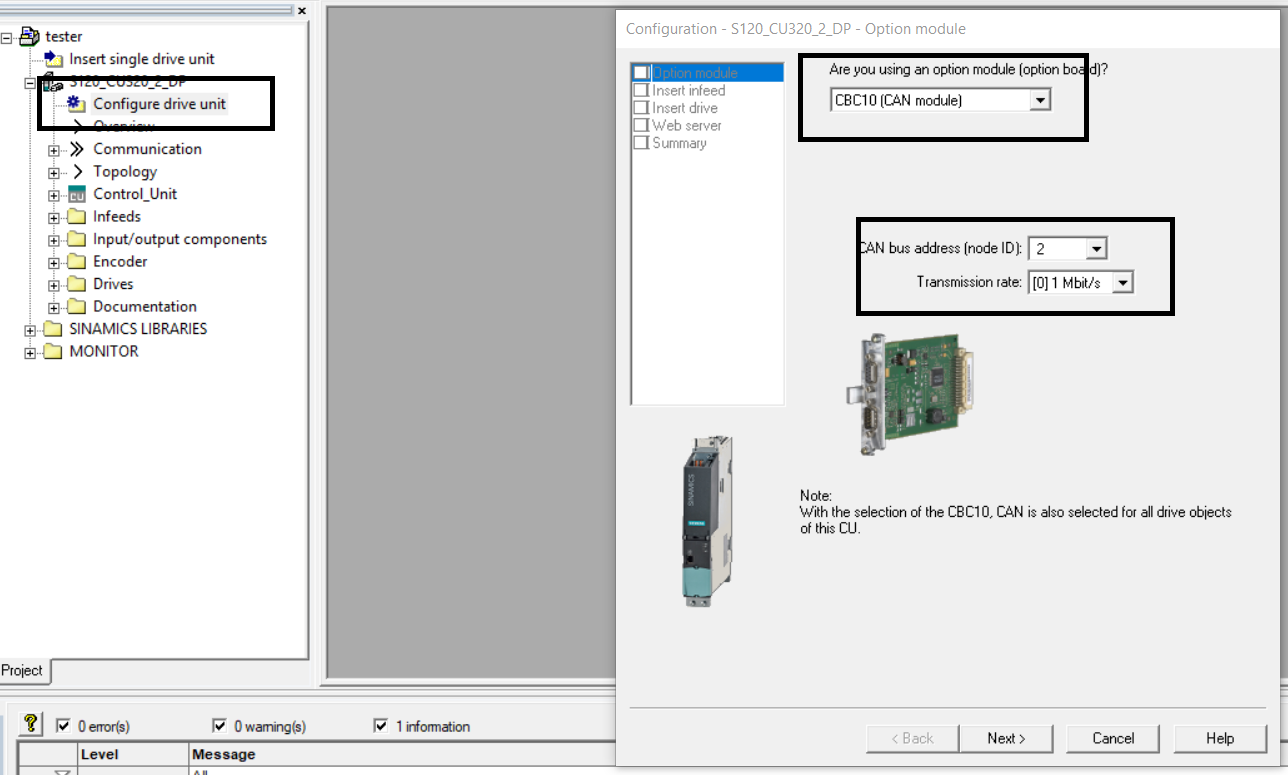 tester
Insert single drive unit
S120_CU320_2_DP
Configure drive unit
Overview
Communication
Topology
Control_Unit
Infeeds
Input/output components
Encoder
Drives
Documentation
SINAMICS LIBRARIES
MONITOR
Project
Configuration - S120_CU320_2_DP - Option module
Option module
Insert infeed
Insert drive
Web server
Summary
Are you using an option module (option board)?
CBC10 (CAN module)
CAN bus address (node ID): 2
Transmission rate: [0] 1 Mbit/s
SINAMICS
Note:
With the selection of the CBC10, CAN is also selected for all drive objects
of this CU.
< Back Next > Cancel Help
0 error(s) 0 warning(s) 1 information
Level Message
All